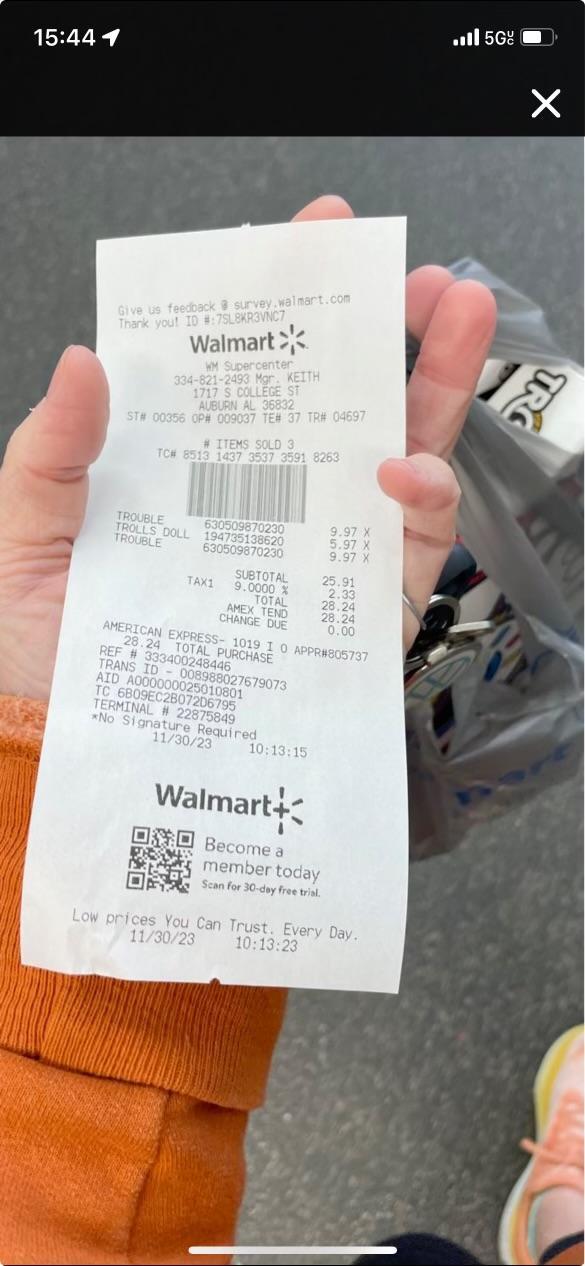 15:44
5G UC
Give us feedback @ survey.walmart.com
Thank you! ID #:7SL8KR3VNC7
Walmart
WM Supercenter
334-821-2493 Mgr. KEITH
1717 S COLLEGE ST
AUBURN AL 36832
ST# 00356 OP# 009037 TE# 37 TR# 04697
# ITEMS SOLD 3
TC# 8513 1437 3537 3591 8263
TROUBLE 630509870230 9.97 X
TROLLS DOLL 194735138620 5.97 X
TROUBLE 630509870230 9.97 X
SUBTOTAL 25.91
TAX1 9.0000 % 2.33
TOTAL 28.24
AMEX TEND 28.24
CHANGE DUE 0.00
AMERICAN EXPRESS- 1019 I 0 APPR#805737
28.24 TOTAL PURCHASE
REF # 333400248446
TRANS ID - 008988027679073
AID A000000025010801
TC 6B09EC2B072D6795
TERMINAL # 22875849
*No Signature Required
11/30/23 10:13:15
Walmart+
Become a
member today
Scan for 30-day free trial.
Low prices You Can Trust. Every Day.
11/30/23 10:13:23